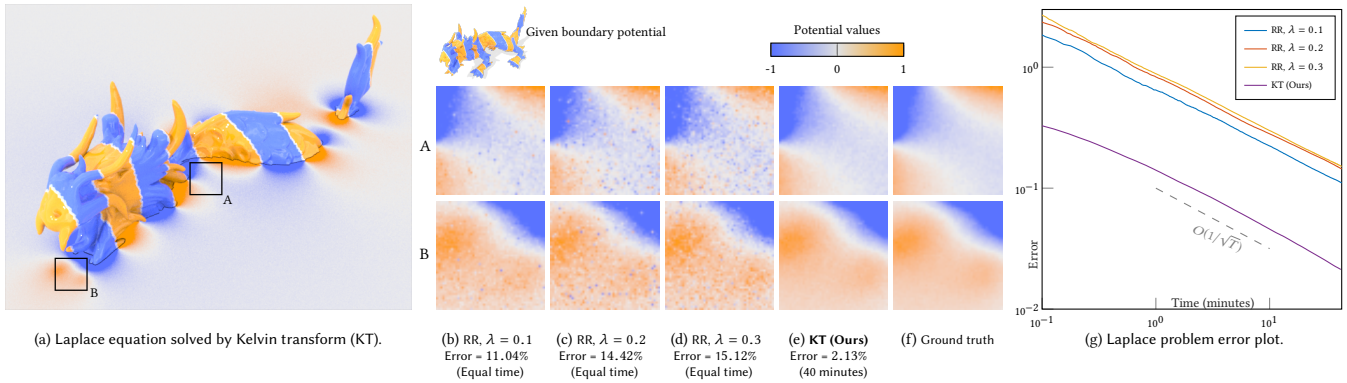 Given boundary potential
Potential values
-1 0 1
A
B
A
B
(a) Laplace equation solved by Kelvin transform (KT).
(b) RR, λ = 0.1
Error = 11.04%
(Equal time)
(c) RR, λ = 0.2
Error = 14.42%
(Equal time)
(d) RR, λ = 0.3
Error = 15.12%
(Equal time)
(e) KT (Ours)
Error = 2.13%
(40 minutes)
(f) Ground truth
RR, λ = 0.1
RR, λ = 0.2
RR, λ = 0.3
KT (Ours)
10⁰
10⁻¹
10⁻²
Error
O(1/√T)
Time (minutes)
10⁻¹ 10⁰ 10¹
(g) Laplace problem error plot.